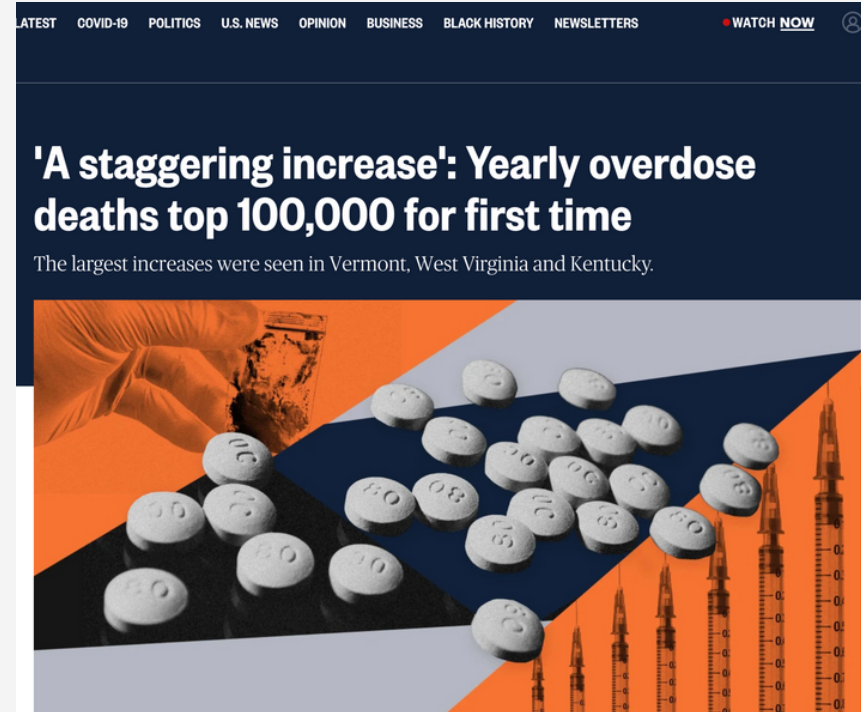 LATEST COVID-19 POLITICS U.S. NEWS OPINION BUSINESS BLACK HISTORY NEWSLETTERS WATCH NOW
'A staggering increase': Yearly overdose
deaths top 100,000 for first time
The largest increases were seen in Vermont, West Virginia and Kentucky.